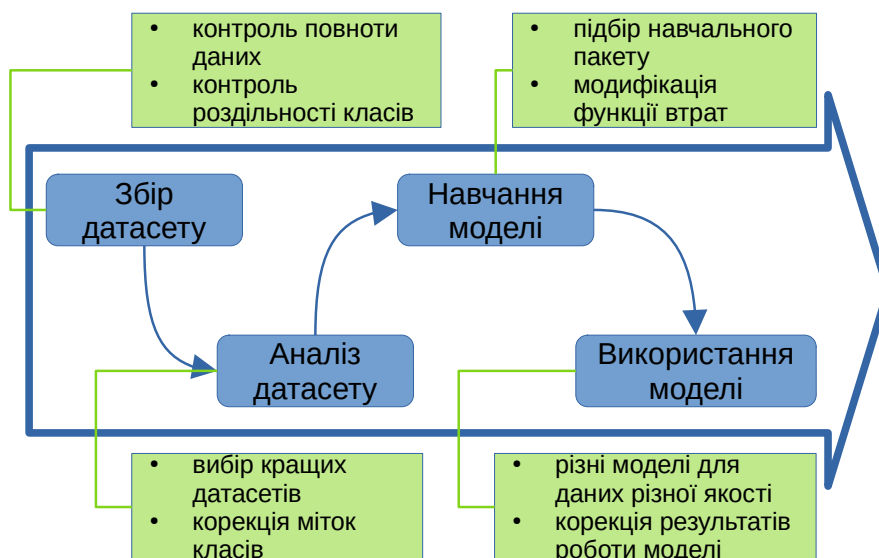 • контроль повноти
даних
• контроль
роздільності класів
• підбір навчального
пакету
• модифікація
функції втрат
Збір
датасету
Навчання
моделі
Аналіз
датасету
Використання
моделі
• вибір кращих
датасетів
• корекція міток
класів
• різні моделі для
даних різної якості
• корекція результатів
роботи моделі